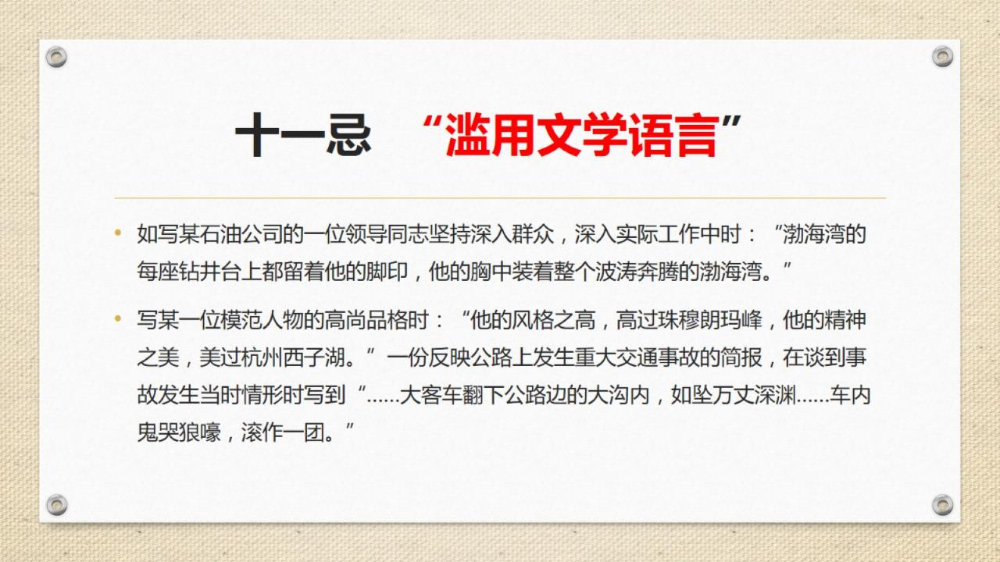 十一忌 “滥用文学语言”
• 如写某石油公司的一位领导同志坚持深入群众，深入实际工作中时：“渤海湾的
每座钻井台上都留着他的脚印，他的胸中装着整个波涛奔腾的渤海湾。”
• 写某一位模范人物的高尚品格时：“他的风格之高，高过珠穆朗玛峰，他的精神
之美，美过杭州西子湖。”一份反映公路上发生重大交通事故的简报，在谈到事
故发生当时情形时写到“……大客车翻下公路边的大沟内，如坠万丈深渊……车内
鬼哭狼嚎，滚作一团。”